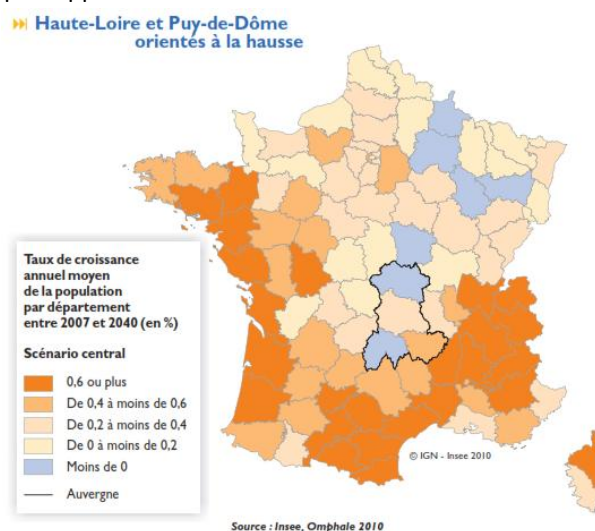 Haute-Loire et Puy-de-Dôme
orientés à la hausse
Taux de croissance
annuel moyen
de la population
par département
entre 2007 et 2040 (en %)
Scénario central
0,6 ou plus
De 0,4 à moins de 0,6
De 0,2 à moins de 0,4
De 0 à moins de 0,2
Moins de 0
Auvergne
© IGN - Insee 2010
Source : Insee, Omphale 2010